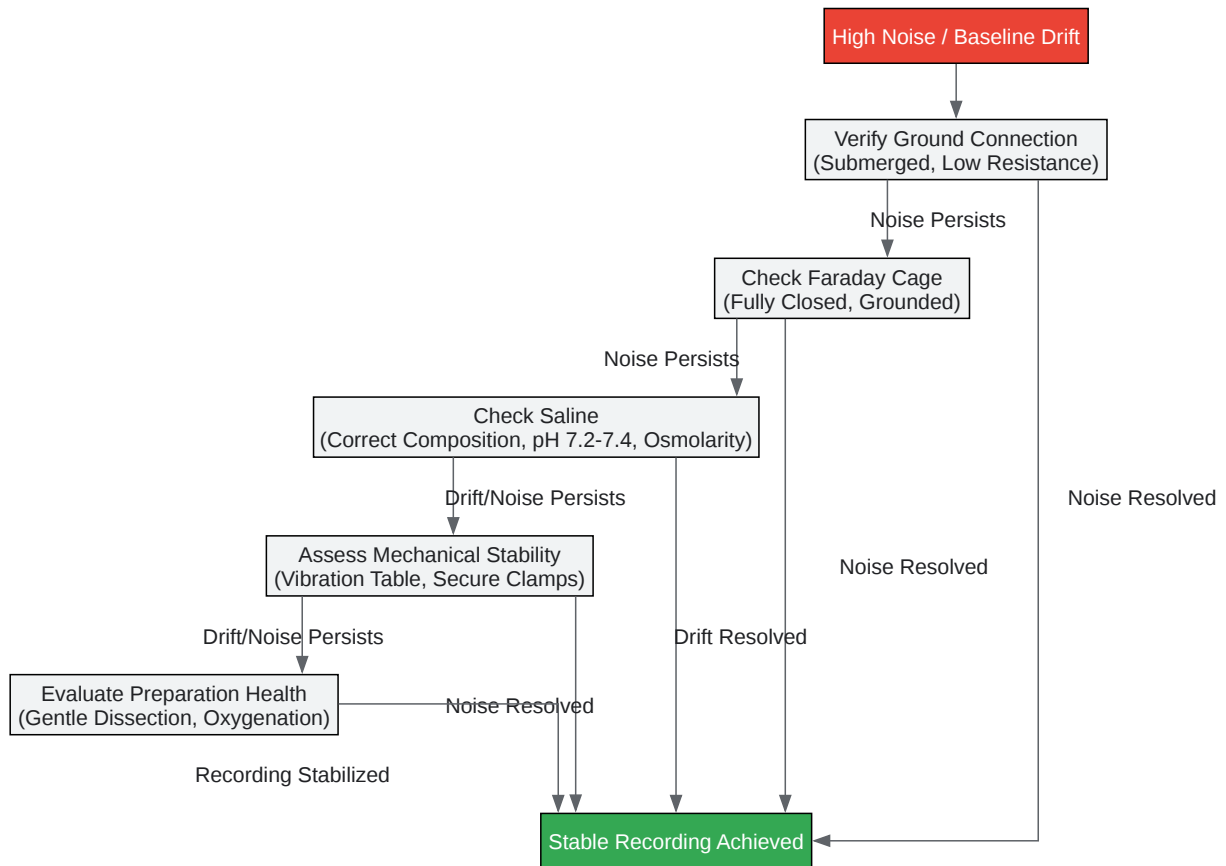 High Noise / Baseline Drift
Verify Ground Connection
(Submerged, Low Resistance)
Noise Persists
Check Faraday Cage
(Fully Closed, Grounded)
Noise Persists
Check Saline
(Correct Composition, pH 7.2-7.4, Osmolarity)
Drift/Noise Persists
Noise Resolved
Assess Mechanical Stability
(Vibration Table, Secure Clamps)
Noise Resolved
Drift/Noise Persists
Drift Resolved
Evaluate Preparation Health
(Gentle Dissection, Oxygenation)
Noise Resolved
Recording Stabilized
Stable Recording Achieved